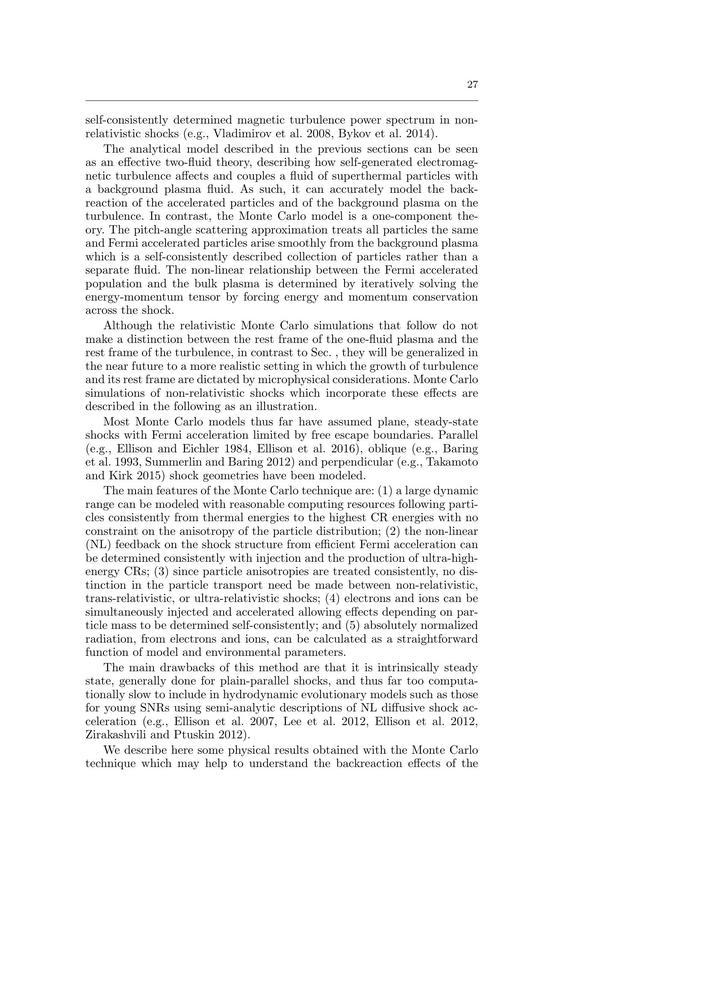 27
self-consistently determined magnetic turbulence power spectrum in non-
relativistic shocks (e.g., Vladimirov et al. 2008, Bykov et al. 2014).
The analytical model described in the previous sections can be seen
as an effective two-fluid theory, describing how self-generated electromag-
netic turbulence affects and couples a fluid of superthermal particles with
a background plasma fluid. As such, it can accurately model the back-
reaction of the accelerated particles and of the background plasma on the
turbulence. In contrast, the Monte Carlo model is a one-component the-
ory. The pitch-angle scattering approximation treats all particles the same
and Fermi accelerated particles arise smoothly from the background plasma
which is a self-consistently described collection of particles rather than a
separate fluid. The non-linear relationship between the Fermi accelerated
population and the bulk plasma is determined by iteratively solving the
energy-momentum tensor by forcing energy and momentum conservation
across the shock.
Although the relativistic Monte Carlo simulations that follow do not
make a distinction between the rest frame of the one-fluid plasma and the
rest frame of the turbulence, in contrast to Sec. , they will be generalized in
the near future to a more realistic setting in which the growth of turbulence
and its rest frame are dictated by microphysical considerations. Monte Carlo
simulations of non-relativistic shocks which incorporate these effects are
described in the following as an illustration.
Most Monte Carlo models thus far have assumed plane, steady-state
shocks with Fermi acceleration limited by free escape boundaries. Parallel
(e.g., Ellison and Eichler 1984, Ellison et al. 2016), oblique (e.g., Baring
et al. 1993, Summerlin and Baring 2012) and perpendicular (e.g., Takamoto
and Kirk 2015) shock geometries have been modeled.
The main features of the Monte Carlo technique are: (1) a large dynamic
range can be modeled with reasonable computing resources following parti-
cles consistently from thermal energies to the highest CR energies with no
constraint on the anisotropy of the particle distribution; (2) the non-linear
(NL) feedback on the shock structure from efficient Fermi acceleration can
be determined consistently with injection and the production of ultra-high-
energy CRs; (3) since particle anisotropies are treated consistently, no dis-
tinction in the particle transport need be made between non-relativistic,
trans-relativistic, or ultra-relativistic shocks; (4) electrons and ions can be
simultaneously injected and accelerated allowing effects depending on par-
ticle mass to be determined self-consistently; and (5) absolutely normalized
radiation, from electrons and ions, can be calculated as a straightforward
function of model and environmental parameters.
The main drawbacks of this method are that it is intrinsically steady
state, generally done for plain-parallel shocks, and thus far too computa-
tionally slow to include in hydrodynamic evolutionary models such as those
for young SNRs using semi-analytic descriptions of NL diffusive shock ac-
celeration (e.g., Ellison et al. 2007, Lee et al. 2012, Ellison et al. 2012,
Zirakashvili and Ptuskin 2012).
We describe here some physical results obtained with the Monte Carlo
technique which may help to understand the backreaction effects of the